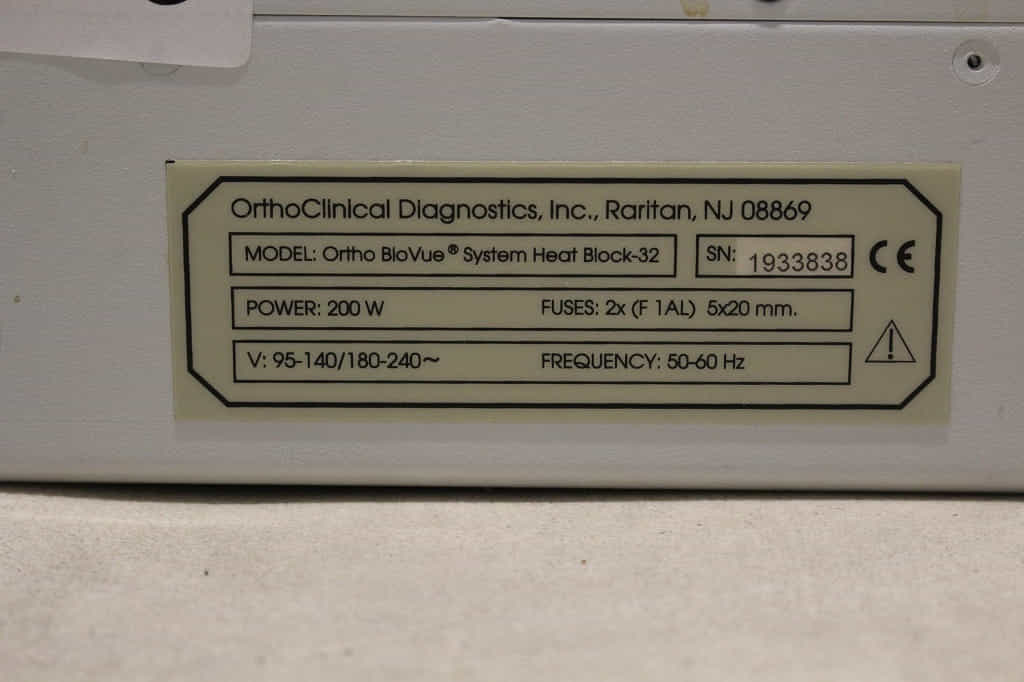 OrthoClinical Diagnostics, Inc., Raritan, NJ 08869
MODEL: Ortho BioVue® System Heat Block-32 SN: 1933838 CE
POWER: 200 W FUSES: 2x (F 1AL) 5x20 mm.
V: 95-140/180-240~ FREQUENCY: 50-60 Hz